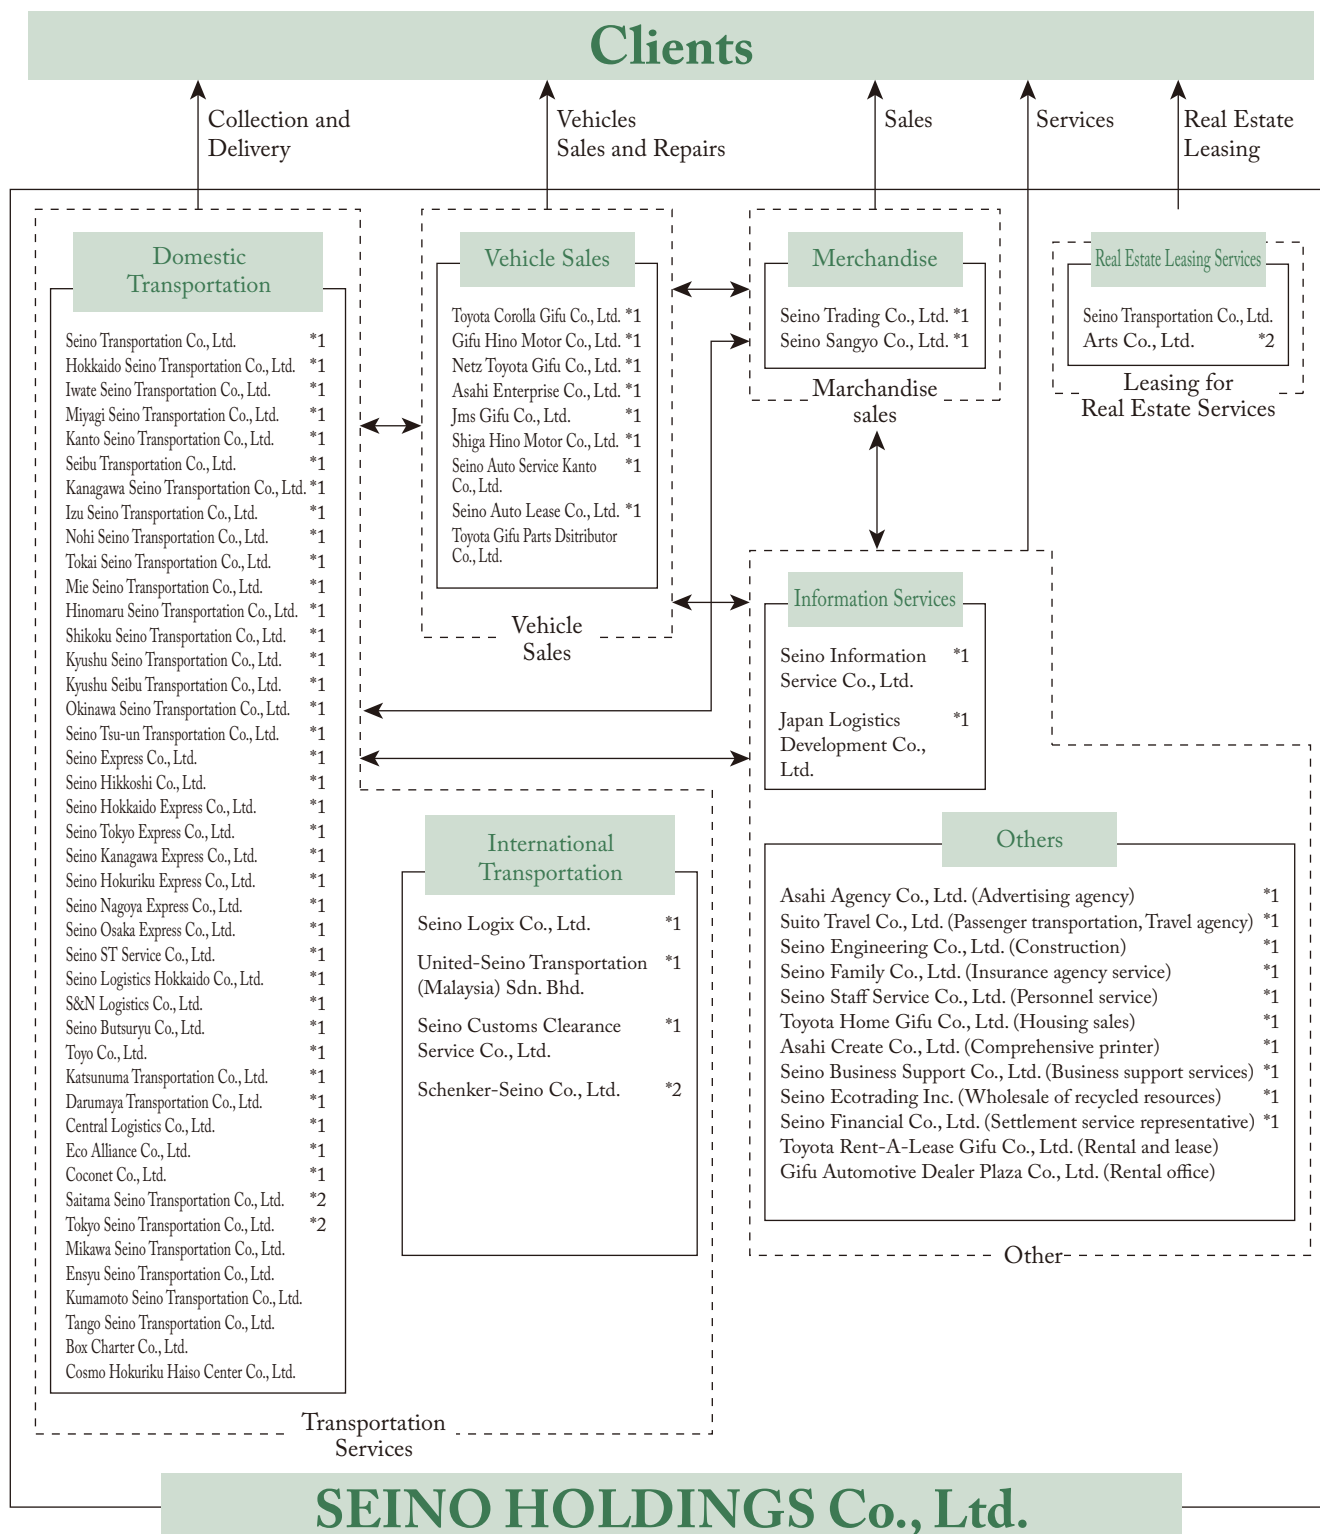 Clients
Collection and
Delivery
Vehicles
Sales and Repairs
Sales
Services
Real Estate
Leasing
Domestic
Transportation
Seino Transportation Co., Ltd. *1
Hokkaido Seino Transportation Co., Ltd. *1
Iwate Seino Transportation Co., Ltd. *1
Miyagi Seino Transportation Co., Ltd. *1
Kanto Seino Transportation Co., Ltd. *1
Seibu Transportation Co., Ltd. *1
Kanagawa Seino Transportation Co., Ltd. *1
Izu Seino Transportation Co., Ltd. *1
Nohi Seino Transportation Co., Ltd. *1
Tokai Seino Transportation Co., Ltd. *1
Mie Seino Transportation Co., Ltd. *1
Hinomaru Seino Transportation Co., Ltd. *1
Shikoku Seino Transportation Co., Ltd. *1
Kyushu Seino Transportation Co., Ltd. *1
Kyushu Seibu Transportation Co., Ltd. *1
Okinawa Seino Transportation Co., Ltd. *1
Seino Tsu-un Transportation Co., Ltd. *1
Seino Express Co., Ltd. *1
Seino Hikkoshi Co., Ltd. *1
Seino Hokkaido Express Co., Ltd. *1
Seino Tokyo Express Co., Ltd. *1
Seino Kanagawa Express Co., Ltd. *1
Seino Hokuriku Express Co., Ltd. *1
Seino Nagoya Express Co., Ltd. *1
Seino Osaka Express Co., Ltd. *1
Seino ST Service Co., Ltd. *1
Seino Logistics Hokkaido Co., Ltd. *1
S&N Logistics Co., Ltd. *1
Seino Butsuryu Co., Ltd. *1
Toyo Co., Ltd. *1
Katsunuma Transportation Co., Ltd. *1
Darumaya Transportation Co., Ltd. *1
Central Logistics Co., Ltd. *1
Eco Alliance Co., Ltd. *1
Coconet Co., Ltd. *1
Saitama Seino Transportation Co., Ltd. *2
Tokyo Seino Transportation Co., Ltd. *2
Mikawa Seino Transportation Co., Ltd.
Ensyu Seino Transportation Co., Ltd.
Kumamoto Seino Transportation Co., Ltd.
Tango Seino Transportation Co., Ltd.
Box Charter Co., Ltd.
Cosmo Hokuriku Haiso Center Co., Ltd.
Vehicle Sales
Toyota Corolla Gifu Co., Ltd. *1
Gifu Hino Motor Co., Ltd. *1
Netz Toyota Gifu Co., Ltd. *1
Asahi Enterprise Co., Ltd. *1
Jms Gifu Co., Ltd. *1
Shiga Hino Motor Co., Ltd. *1
Seino Auto Service Kanto *1
Co., Ltd.
Seino Auto Lease Co., Ltd. *1
Toyota Gifu Parts Dsitributor
Co., Ltd.
Vehicle
Sales
Merchandise
Seino Trading Co., Ltd. *1
Seino Sangyo Co., Ltd. *1
Marchandise
sales
Real Estate Leasing Services
Seino Transportation Co., Ltd.
Arts Co., Ltd. *2
Leasing for
Real Estate Services
Information Services
Seino Information *1
Service Co., Ltd.
Japan Logistics *1
Development Co.,
Ltd.
International
Transportation
Seino Logix Co., Ltd. *1
United-Seino Transportation *1
(Malaysia) Sdn. Bhd.
Seino Customs Clearance *1
Service Co., Ltd.
Schenker-Seino Co., Ltd. *2
Others
Asahi Agency Co., Ltd. (Advertising agency) *1
Suito Travel Co., Ltd. (Passenger transportation, Travel agency) *1
Seino Engineering Co., Ltd. (Construction) *1
Seino Family Co., Ltd. (Insurance agency service) *1
Seino Staff Service Co., Ltd. (Personnel service) *1
Toyota Home Gifu Co., Ltd. (Housing sales) *1
Asahi Create Co., Ltd. (Comprehensive printer) *1
Seino Business Support Co., Ltd. (Business support services) *1
Seino Ecotrading Inc. (Wholesale of recycled resources) *1
Seino Financial Co., Ltd. (Settlement service representative) *1
Toyota Rent-A-Lease Gifu Co., Ltd. (Rental and lease)
Gifu Automotive Dealer Plaza Co., Ltd. (Rental office)
Other
Transportation
Services
SEINO HOLDINGS Co., Ltd.